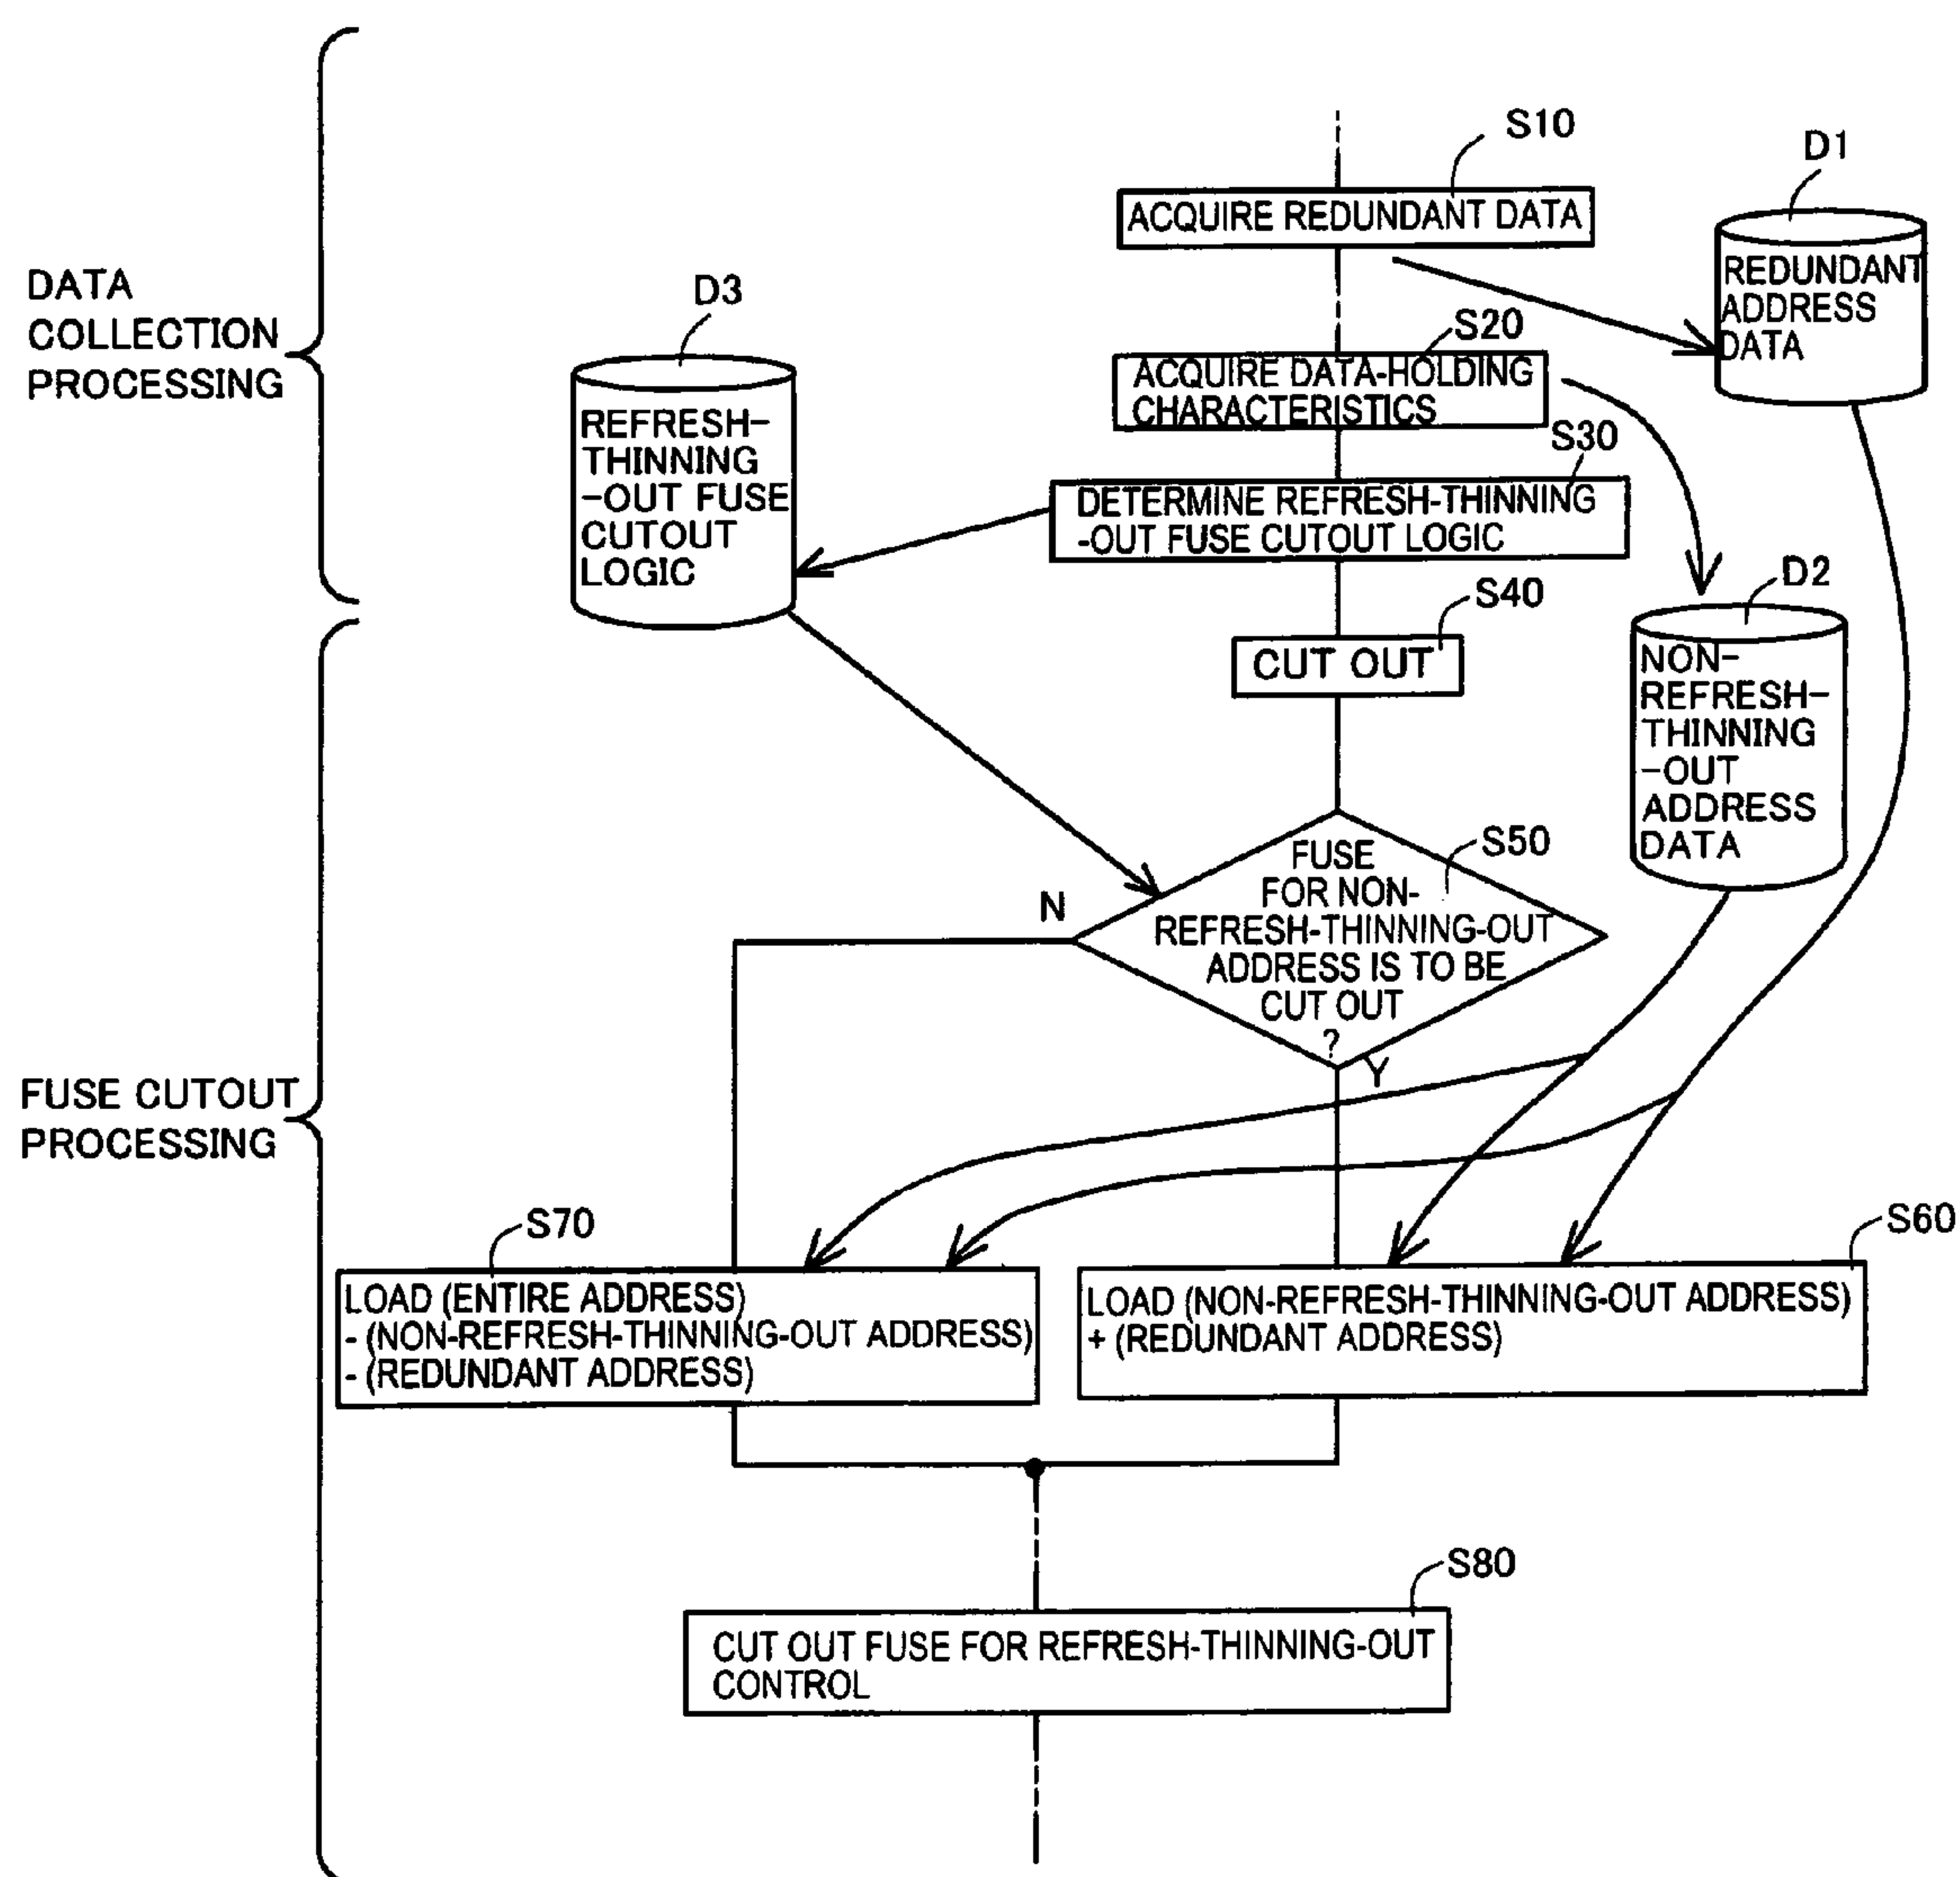 S10
D1
ACQUIRE REDUNDANT DATA
REDUNDANT
ADDRESS
DATA
DATA
COLLECTION
PROCESSING
D3
S20
ACQUIRE DATA-HOLDING
CHARACTERISTICS
REFRESH-
THINNING
-OUT FUSE
CUTOUT
LOGIC
S30
DETERMINE REFRESH-THINNING
-OUT FUSE CUTOUT LOGIC
S40
D2
CUT OUT
NON-
REFRESH-
THINNING
-OUT
ADDRESS
DATA
S50
FUSE
FOR NON-
REFRESH-THINNING-OUT
ADDRESS IS TO BE
CUT OUT
?
N
Y
FUSE CUTOUT
PROCESSING
S70
S60
LOAD (ENTIRE ADDRESS)
- (NON-REFRESH-THINNING-OUT ADDRESS)
- (REDUNDANT ADDRESS)
LOAD (NON-REFRESH-THINNING-OUT ADDRESS)
+ (REDUNDANT ADDRESS)
S80
CUT OUT FUSE FOR REFRESH-THINNING-OUT
CONTROL